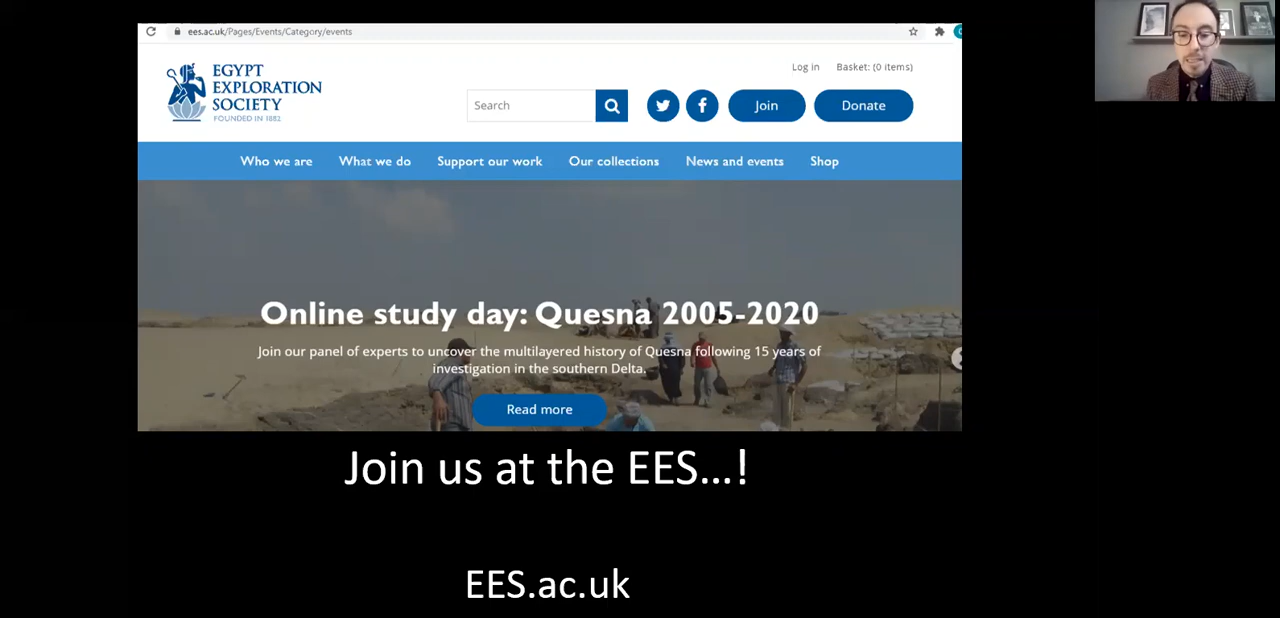 ees.ac.uk/Pages/Events/Category/events
EGYPT
EXPLORATION
SOCIETY
FOUNDED IN 1882
Log in
Basket: (0 items)
Search
Join
Donate
Who we are
What we do
Support our work
Our collections
News and events
Shop
Online study day: Quesna 2005-2020
Join our panel of experts to uncover the multilayered history of Quesna following 15 years of
investigation in the southern Delta.
Read more
Join us at the EES...!
EES.ac.uk